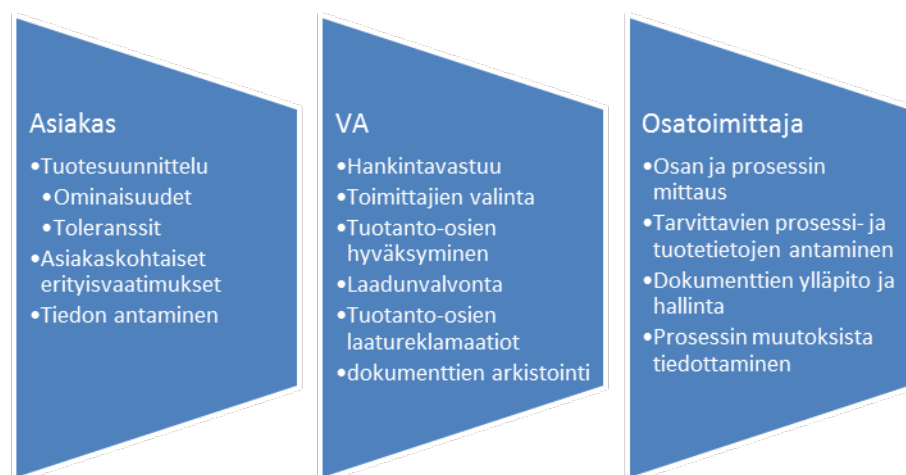 Asiakas
•Tuotesuunnittelu
•Ominaisuudet
•Toleranssit
•Asiakaskohtaiset
erityisvaatimukset
•Tiedon antaminen
VA
•Hankintavastuu
•Toimittajien valinta
•Tuotanto-osien
hyväksyminen
•Laadunvalvonta
•Tuotanto-osien
laatureklamaatiot
•dokumenttien arkistointi
Osatoimittaja
•Osan ja prosessin
mittaus
•Tarvittavien prosessi- ja
tuotetietojen antaminen
•Dokumenttien ylläpito ja
hallinta
•Prosessin muutoksista
tiedottaminen